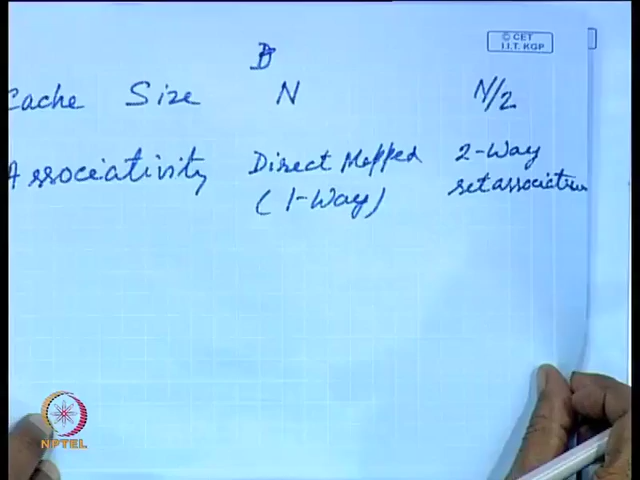 © CET
I.I.T. KGP
Cache Size N N/2
Associativity Direct Mapped 2-Way
(1-Way) set associative
NPTEL